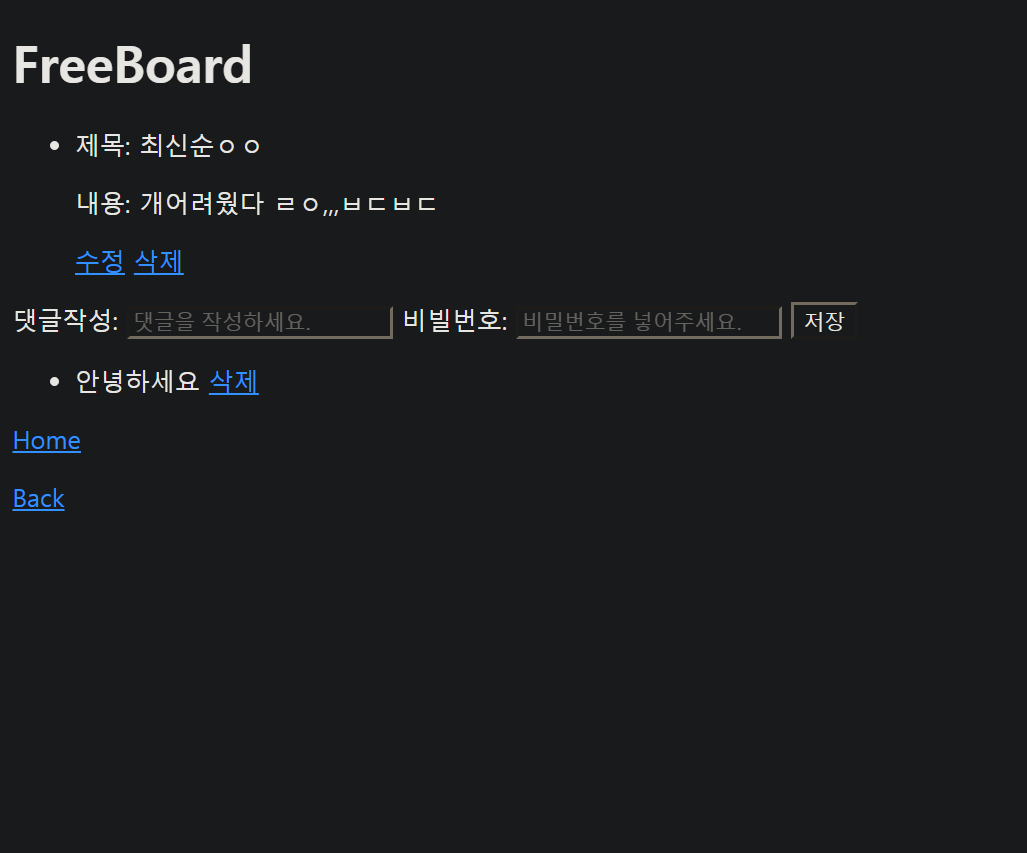 FreeBoard
제목: 최신순ㅇㅇ
내용: 개어려웠다 ㄹㅇ,,,ㅂㄷㅂㄷ
수정 삭제
댓글작성: 댓글을 작성하세요. 비빌번호: 비밀번호를 넣어주세요. 저장
안녕하세요 삭제
Home
Back